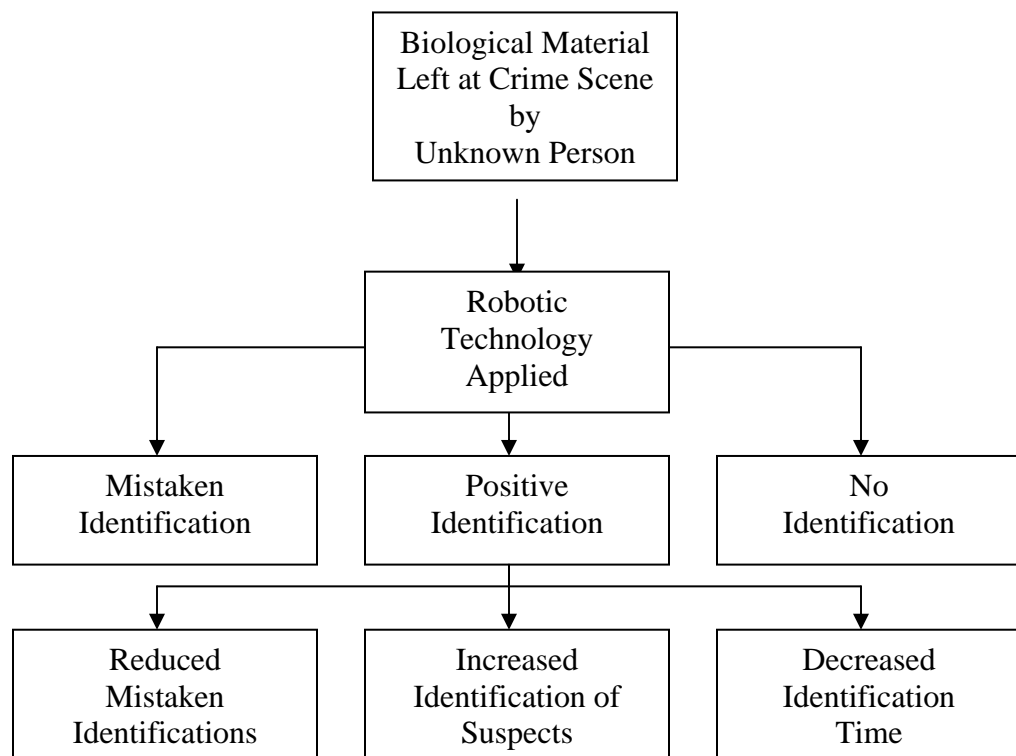 Biological Material
Left at Crime Scene
by
Unknown Person
Robotic
Technology
Applied
Mistaken
Identification
Positive
Identification
No
Identification
Reduced
Mistaken
Identifications
Increased
Identification of
Suspects
Decreased
Identification
Time